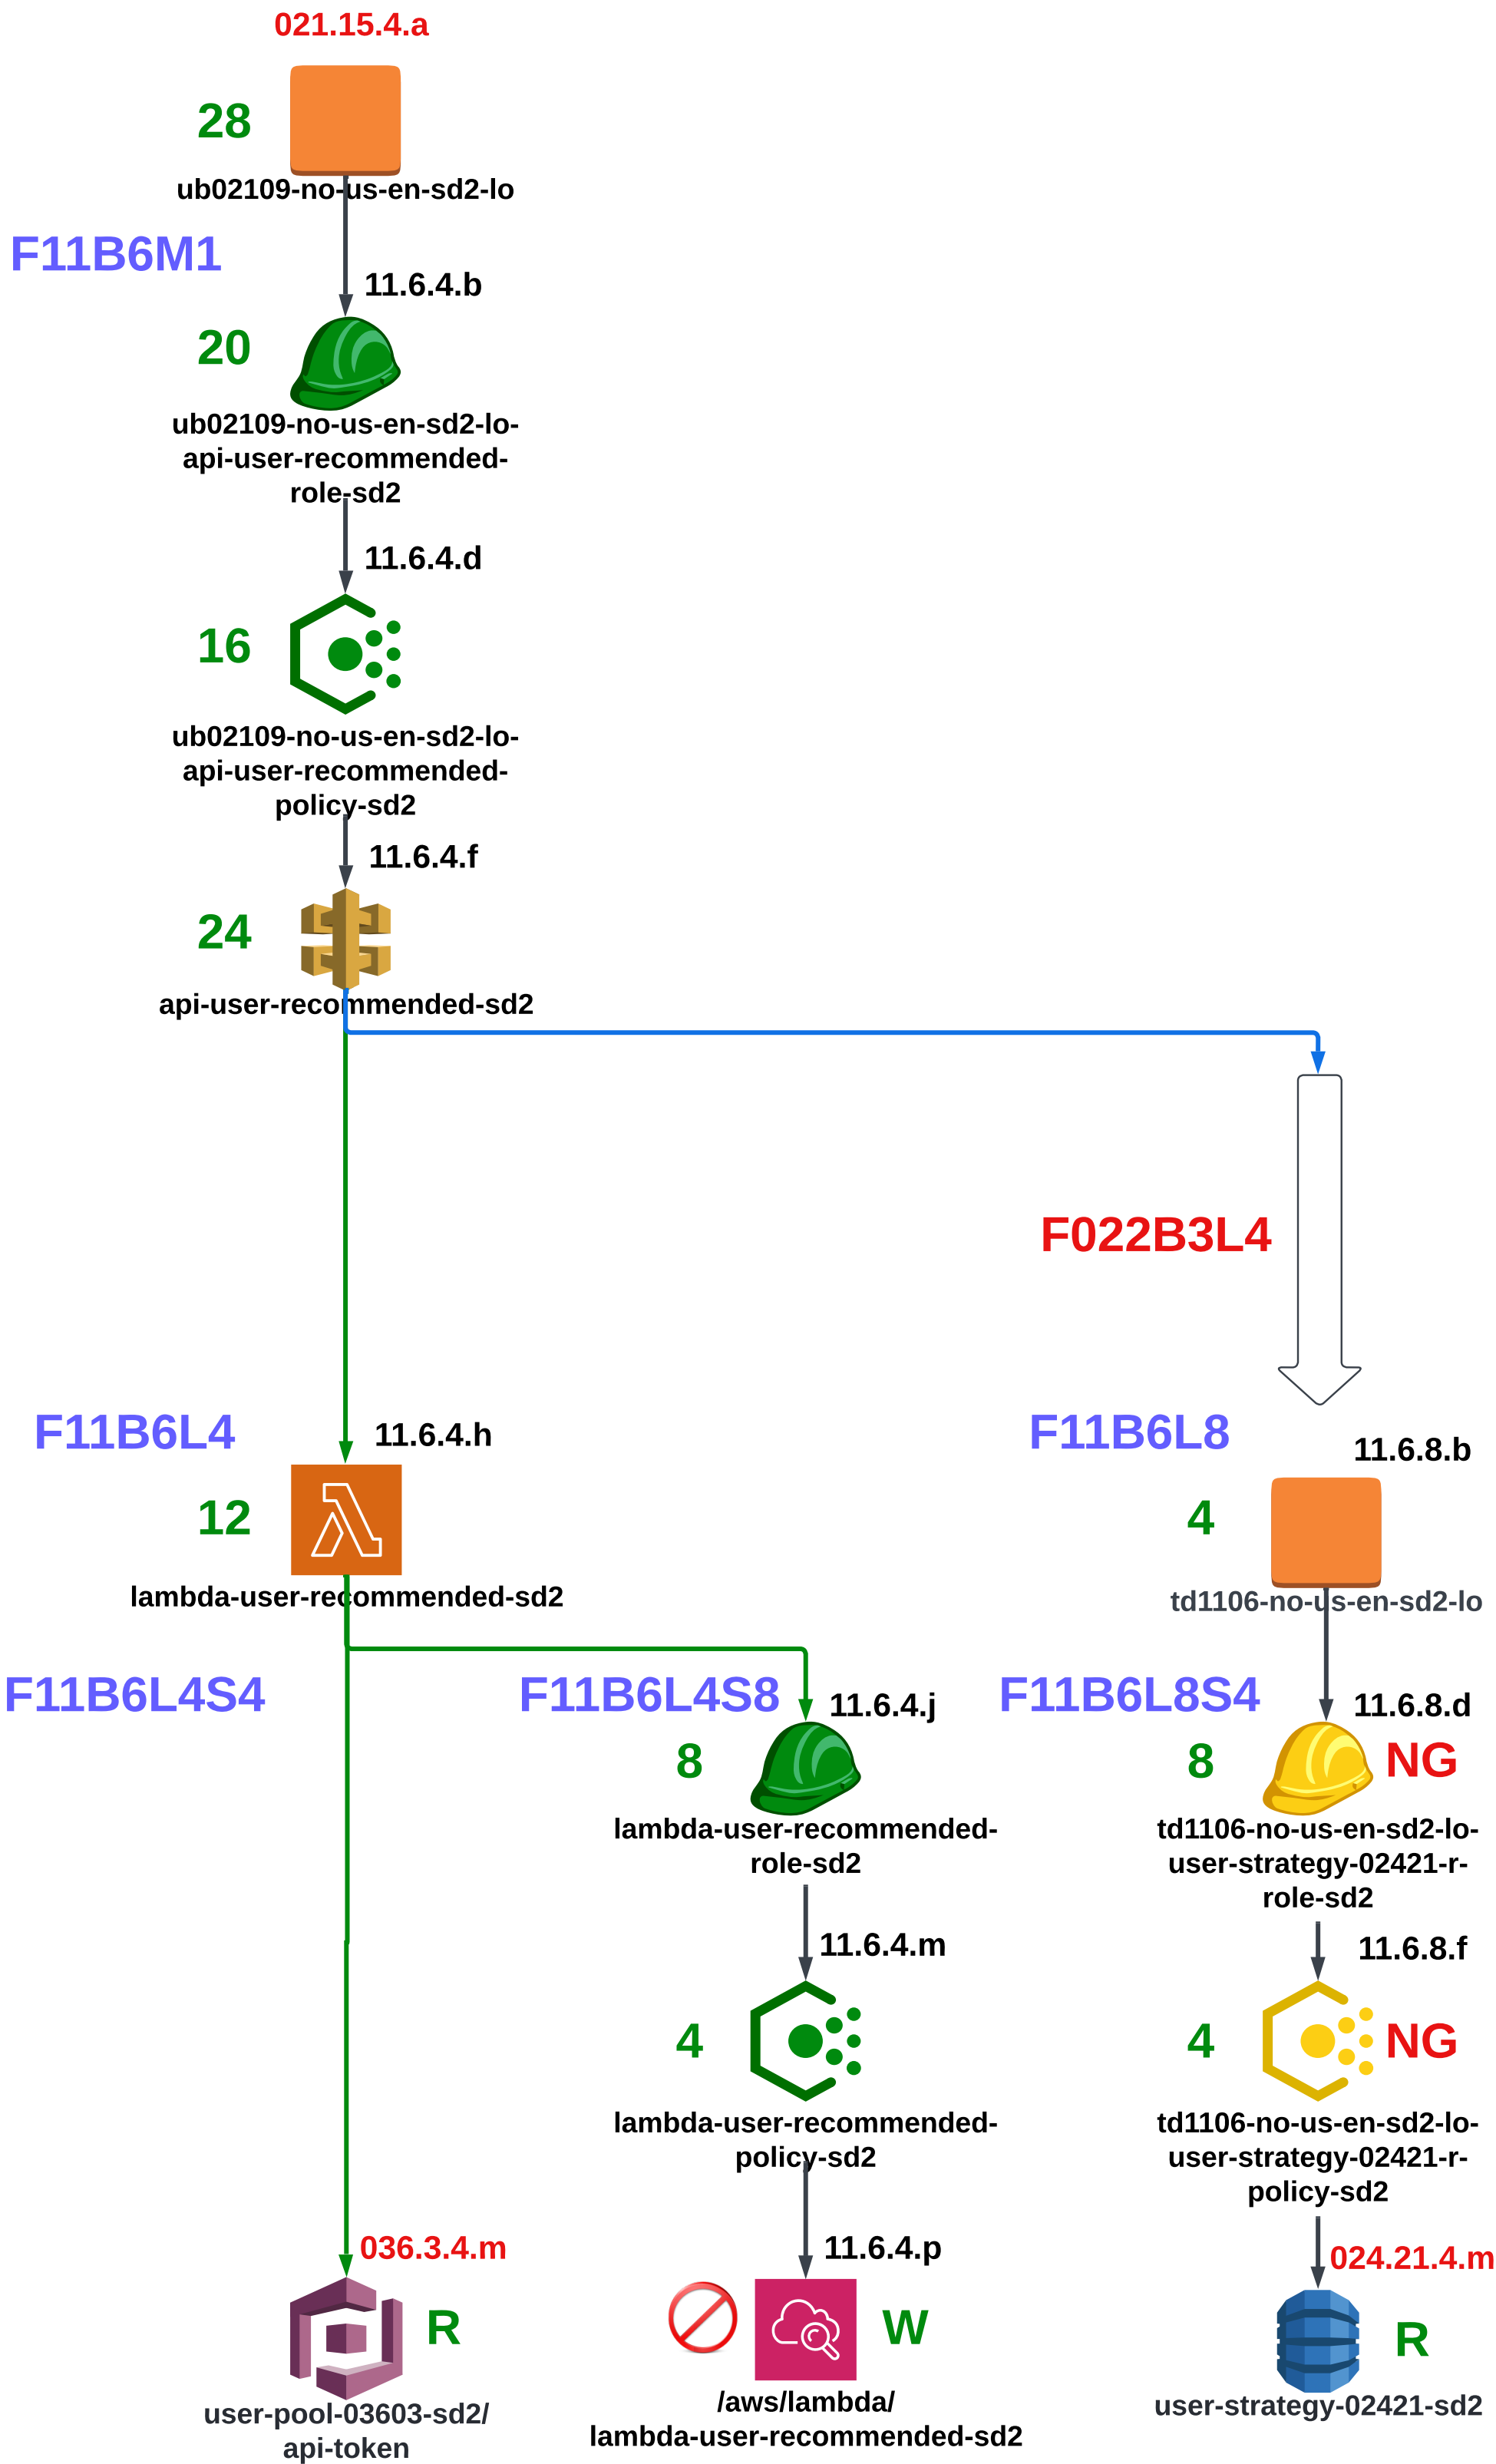 021.15.4.a
28
ub02109-no-us-en-sd2-lo
F11B6M1
11.6.4.b
20
ub02109-no-us-en-sd2-lo-
api-user-recommended-
role-sd2
11.6.4.d
16
ub02109-no-us-en-sd2-lo-
api-user-recommended-
policy-sd2
11.6.4.f
24
api-user-recommended-sd2
F022B3L4
F11B6L4
11.6.4.h
12
lambda-user-recommended-sd2
F11B6L8
11.6.8.b
4
td1106-no-us-en-sd2-lo
F11B6L4S4
F11B6L4S8
11.6.4.j
8
lambda-user-recommended-
role-sd2
11.6.4.m
4
lambda-user-recommended-
policy-sd2
F11B6L8S4
11.6.8.d
8
NG
td1106-no-us-en-sd2-lo-
user-strategy-02421-r-
role-sd2
11.6.8.f
4
NG
td1106-no-us-en-sd2-lo-
user-strategy-02421-r-
policy-sd2
036.3.4.m
R
user-pool-03603-sd2/
api-token
11.6.4.p
W
/aws/lambda/
lambda-user-recommended-sd2
024.21.4.m
R
user-strategy-02421-sd2